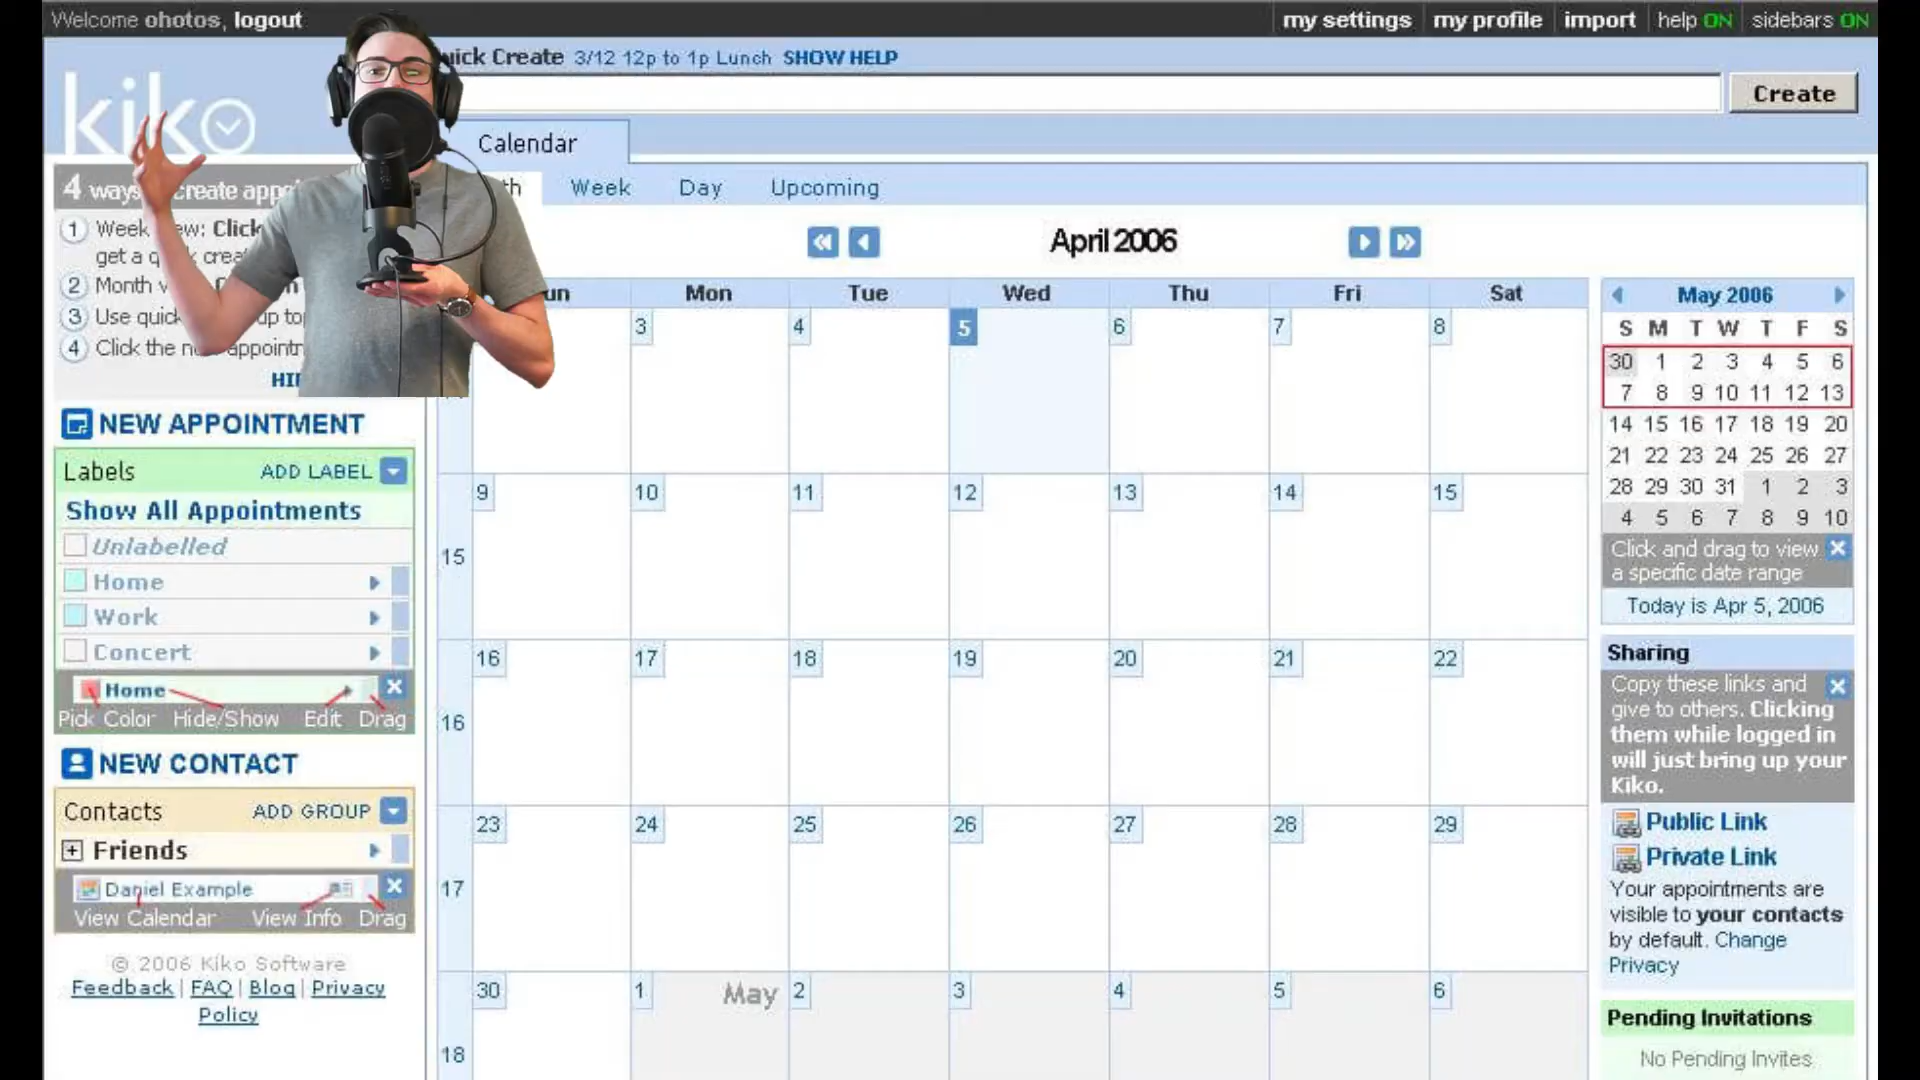 Welcome ohotos, logout
my settings my profile import help ON sidebars ON
Quick Create 3/12 12p to 1p Lunch SHOW HELP
kiko
Create
Calendar
Week Day Upcoming
April 2006
4 ways create
1 Week Click
get a
2 Month
3 Use up
4 Click the
NEW APPOINTMENT
Labels ADD LABEL
Show All Appointments
Unlabelled
Home
Work
Concert
Home
Pick Color Hide/Show Edit Drag
NEW CONTACT
Contacts ADD GROUP
Friends
Daniel Example
View Calendar View Info Drag
© 2006 Kiko Software
Feedback | FAQ | Blog | Privacy
Policy
Mon Tue Wed Thu Fri Sat
3 4 5 6 7 8
9 10 11 12 13 14 15
15
16 17 18 19 20 21 22
16
23 24 25 26 27 28 29
17
30 1 May 2 3 4 5 6
18
May 2006
S M T W T F S
30 1 2 3 4 5 6
7 8 9 10 11 12 13
14 15 16 17 18 19 20
21 22 23 24 25 26 27
28 29 30 31 1 2 3
4 5 6 7 8 9 10
Click and drag to view
a specific date range
Today is Apr 5, 2006
Sharing
Copy these links and
give to others. Clicking
them while logged in
will just bring up your
Kiko.
Public Link
Private Link
Your appointments are
visible to your contacts
by default. Change
Privacy
Pending Invitations
No Pending Invites